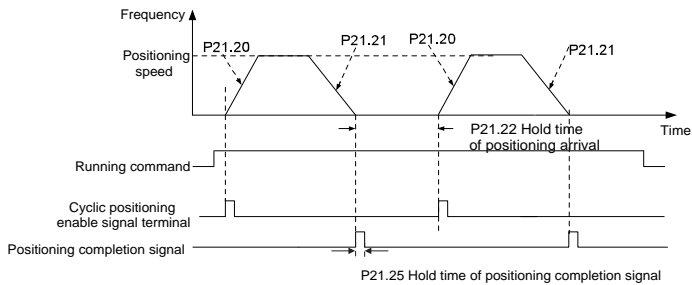 Frequency
P21.20
P21.21
P21.20
P21.21
Positioning
speed
P21.22 Hold time
of positioning arrival
Time
Running command
Cyclic positioning
enable signal terminal
Positioning completion signal
P21.25 Hold time of positioning completion signal